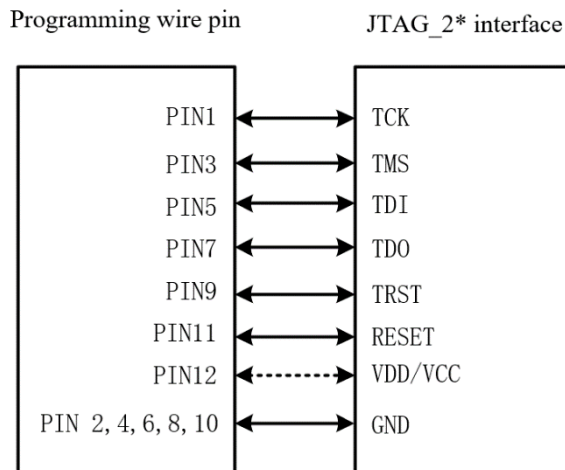 Programming wire pin JTAG_2* interface
PIN1 TCK
PIN3 TMS
PIN5 TDI
PIN7 TDO
PIN9 TRST
PIN11 RESET
PIN12 VDD/VCC
PIN 2,4,6,8,10 GND